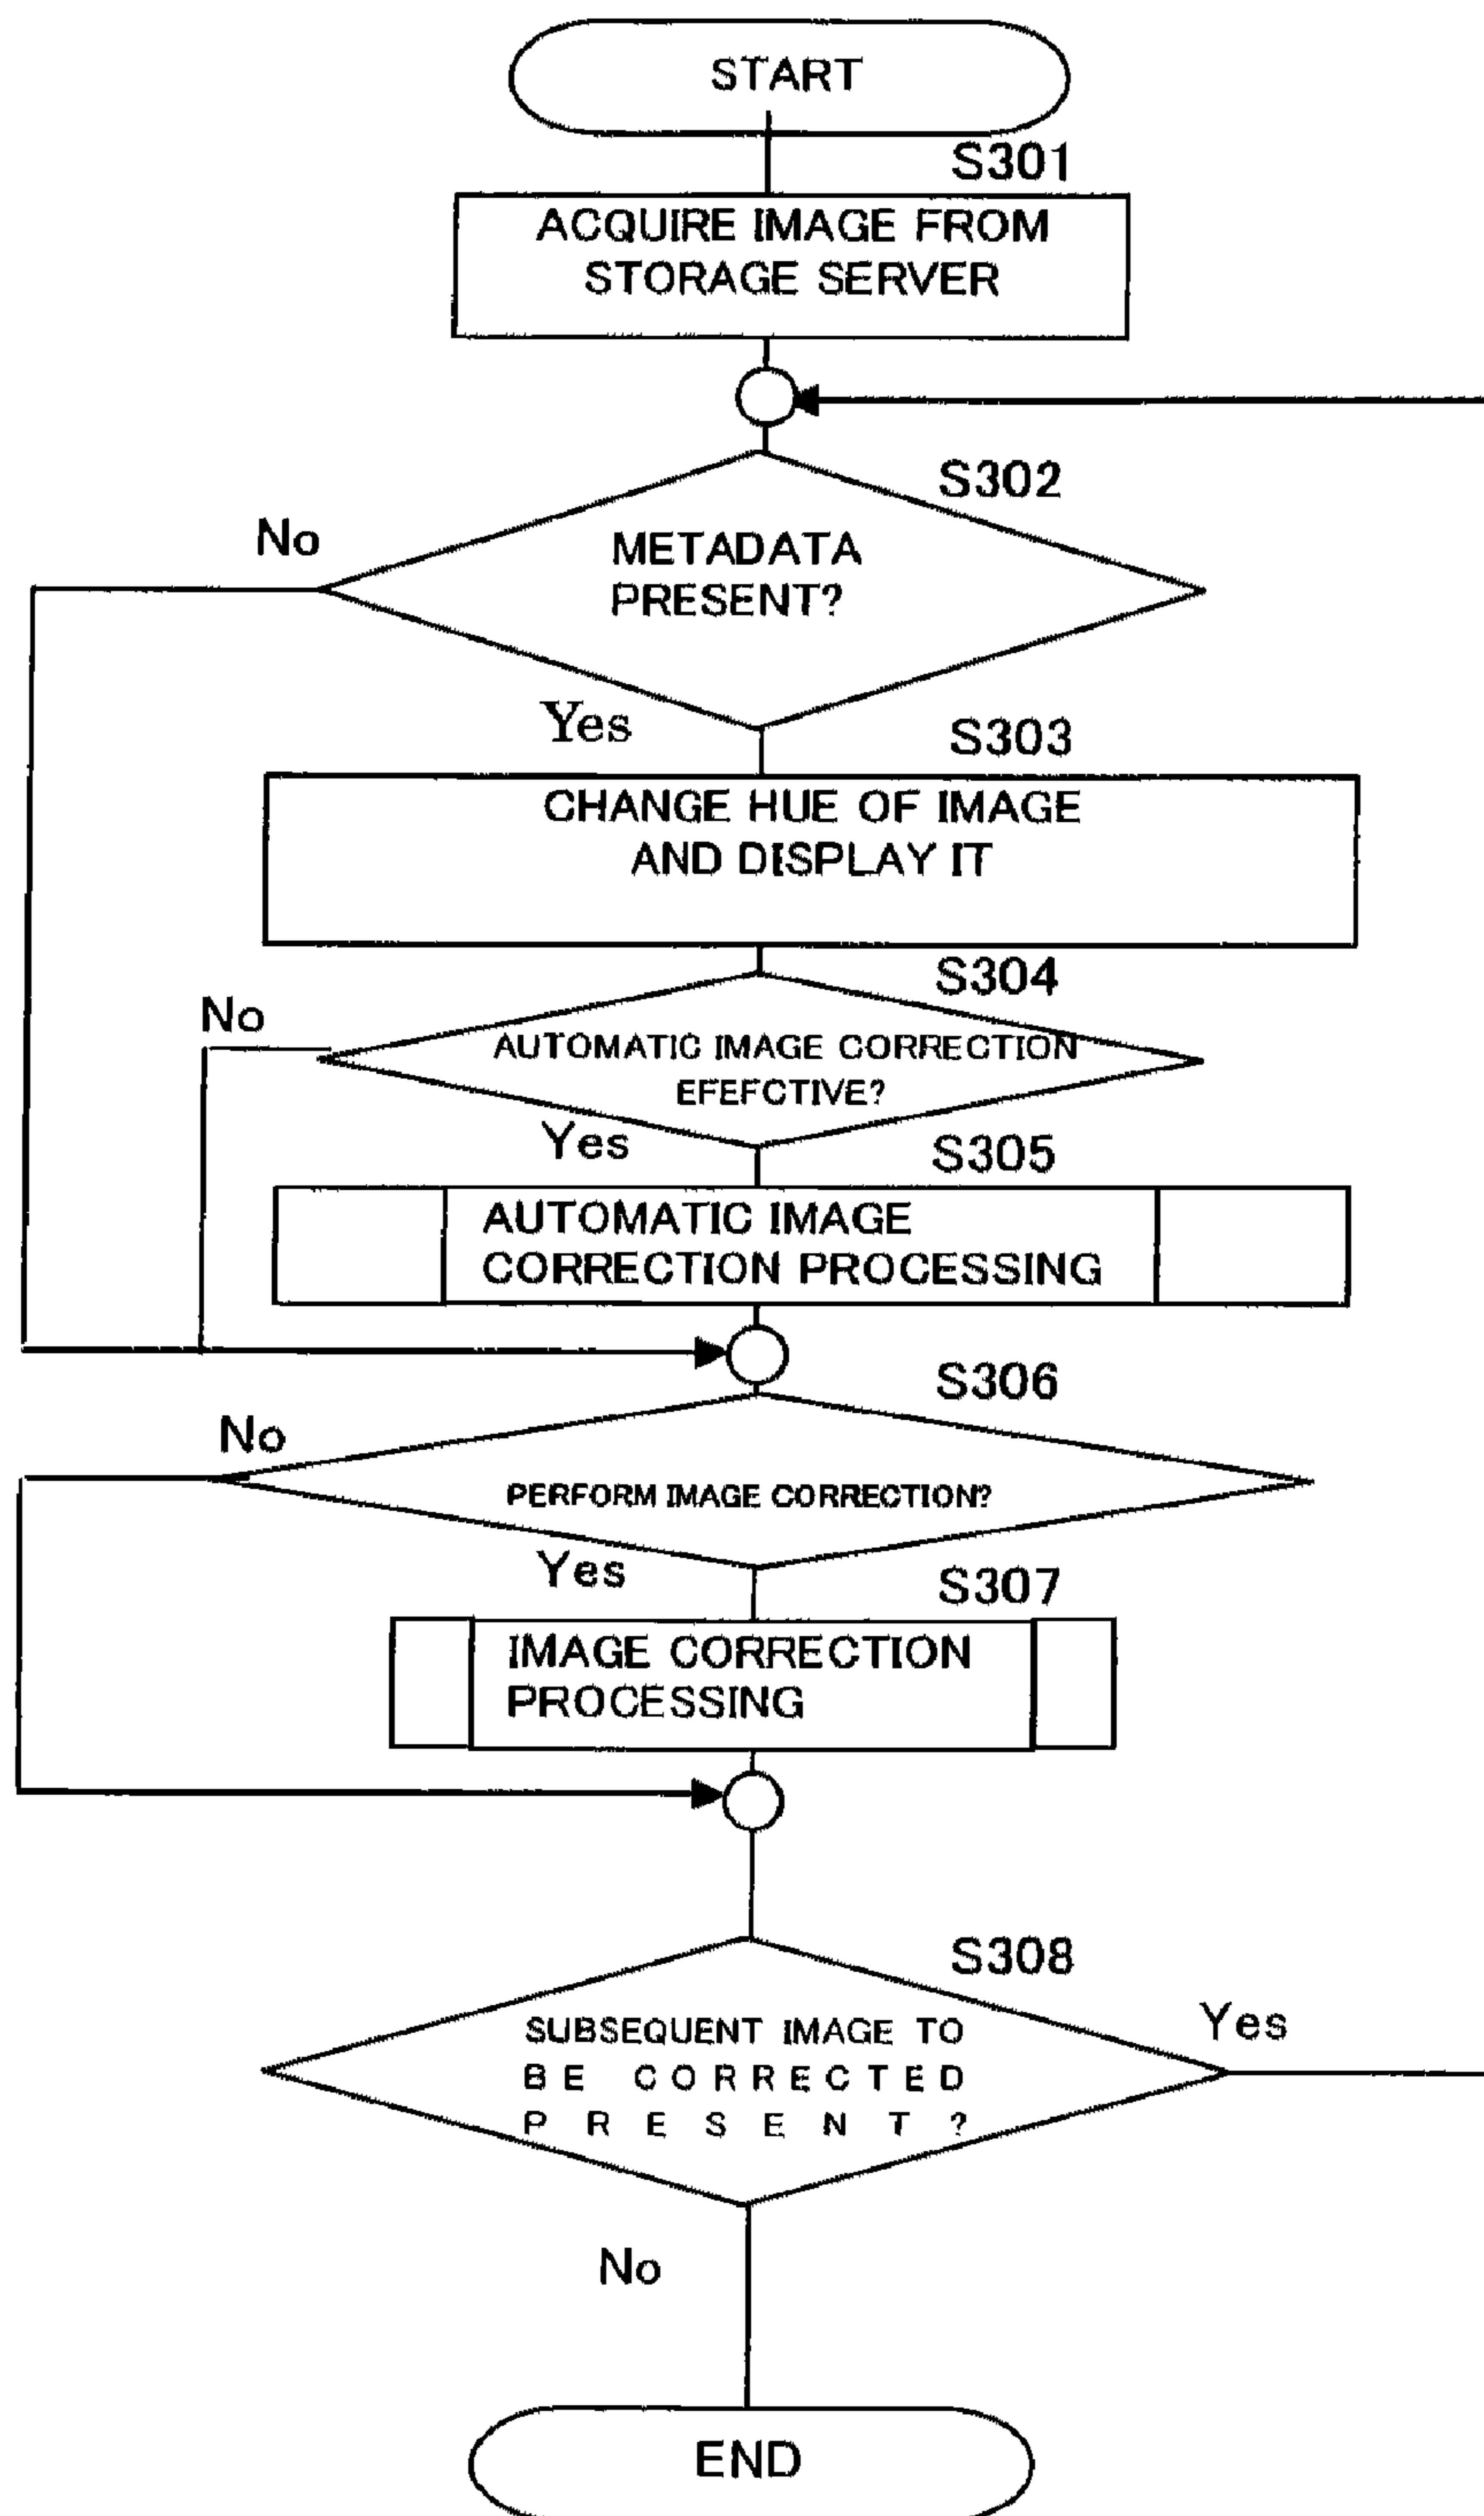 START
S301
ACQUIRE IMAGE FROM
STORAGE SERVER
S302
No
METADATA
PRESENT?
Yes
S303
CHANGE HUE OF IMAGE
AND DISPLAY IT
S304
No
AUTOMATIC IMAGE CORRECTION
EFEFCTIVE?
Yes
S305
AUTOMATIC IMAGE
CORRECTION PROCESSING
S306
No
PERFORM IMAGE CORRECTION?
Yes
S307
IMAGE CORRECTION
PROCESSING
S308
Yes
SUBSEQUENT IMAGE TO
BE CORRECTED
PRESENT?
No
END